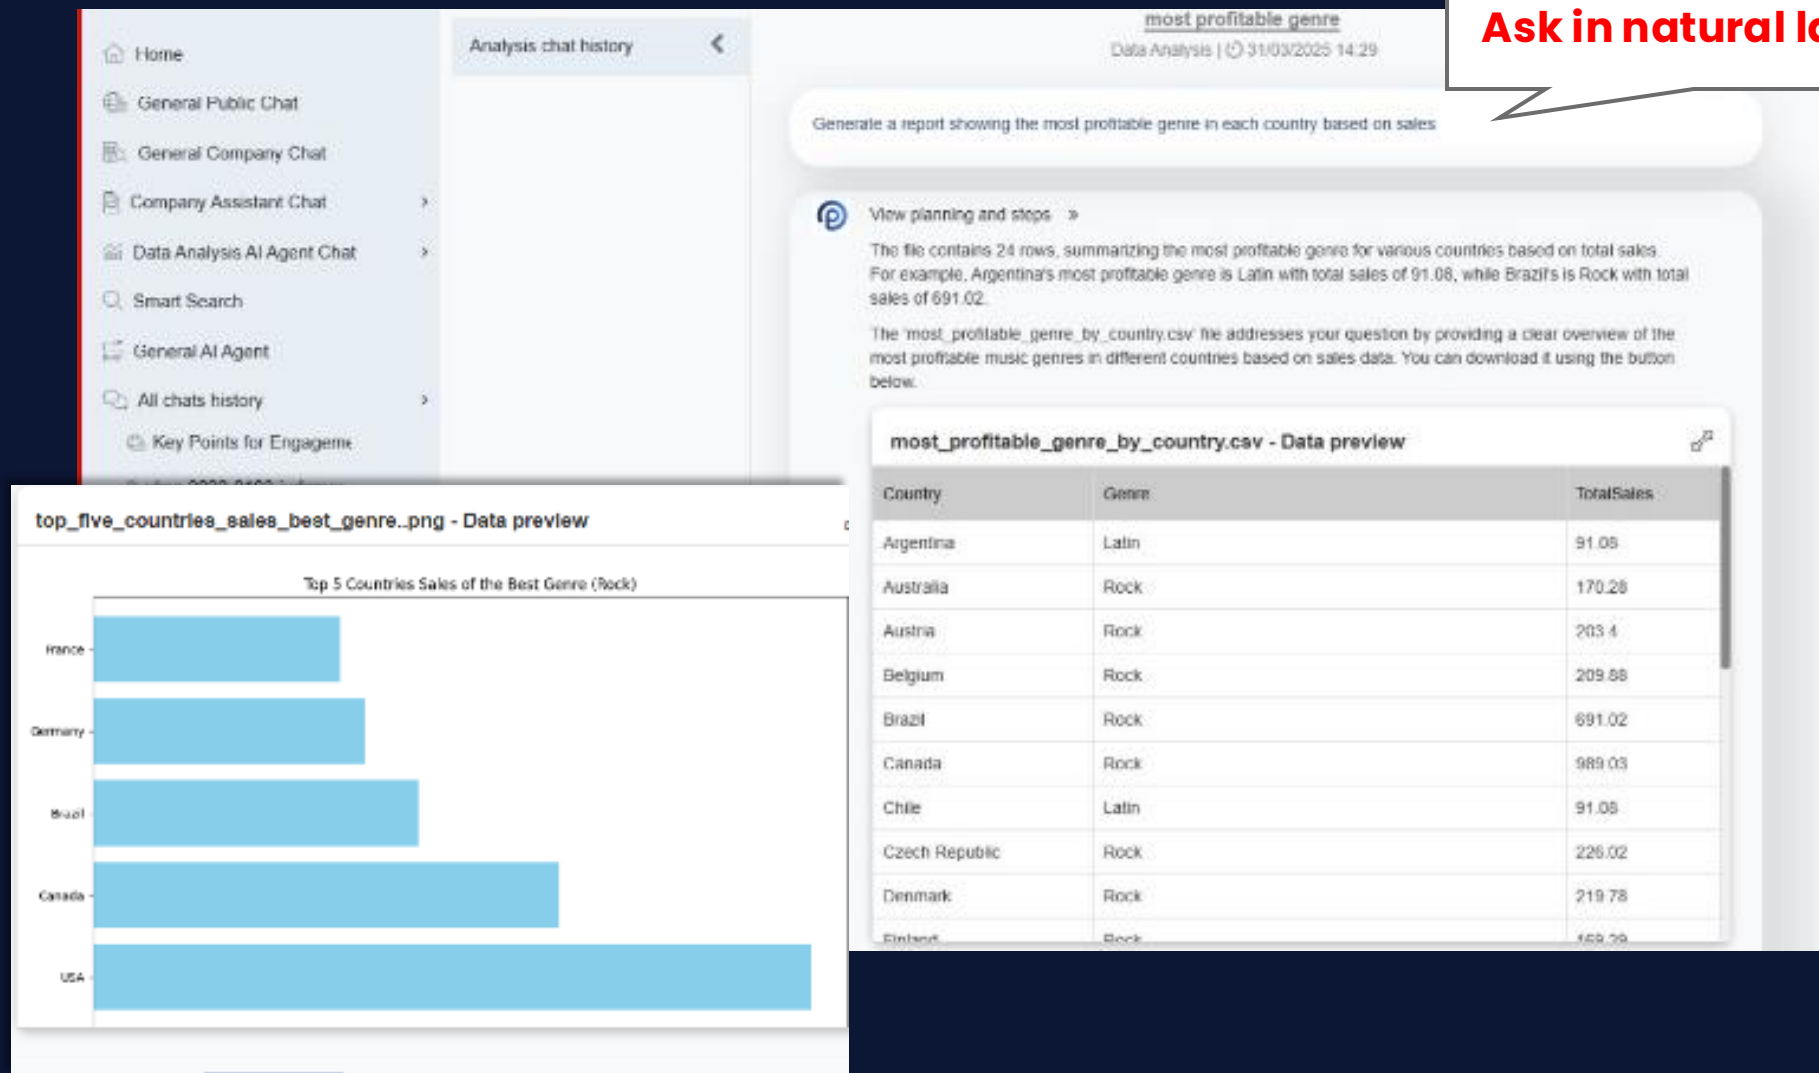 Ask in natural
Home
General Public Chat
General Company Chat
Company Assistant Chat
Data Analysis AI Agent Chat
Smart Search
General AI Agent
All chats history
Key Points for Engageme
Analysis chat history
most profitable genre
Data Analysis | 31/03/2025 14:29
Generate a report showing the most profitable genre in each country based on sales
View planning and steps »
The file contains 24 rows, summarizing the most profitable genre for various countries based on total sales.
For example, Argentina's most profitable genre is Latin with total sales of 91.08, while Brazil's is Rock with total
sales of 691.02.
The 'most_profitable_genre_by_country.csv' file addresses your question by providing a clear overview of the
most profitable music genres in different countries based on sales data. You can download it using the button
below.
most_profitable_genre_by_country.csv - Data preview
Country Genre TotalSales
Argentina Latin 91.08
Australia Rock 170.28
Austria Rock 203.4
Belgium Rock 209.88
Brazil Rock 691.02
Canada Rock 989.03
Chile Latin 91.08
Czech Republic Rock 226.02
Denmark Rock 219.78
Finland Rock 169.29
top_five_countries_sales_best_genre..png - Data preview
Top 5 Countries Sales of the Best Genre (Rock)
France
Germany
Brazil
Canada
USA